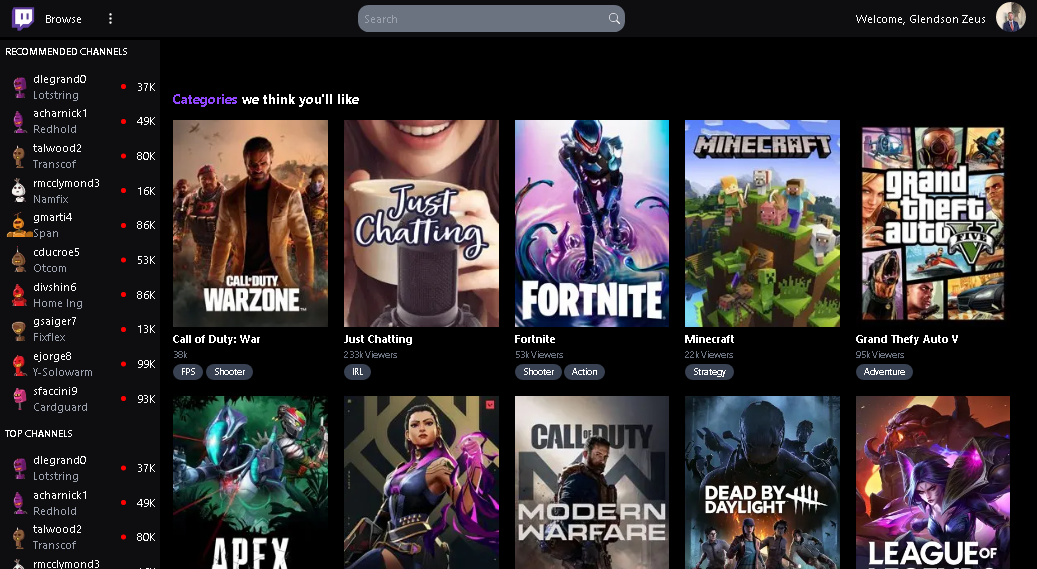 Browse
Search
Welcome, Glendson Zeus
RECOMMENDED CHANNELS
dlegrand0
Lotstring
37K
acharnick1
Redhold
49K
talwood2
Transcof
80K
rmcclymond3
Namfix
16K
gmarti4
Span
86K
cducroe5
Otcom
53K
divshin6
Home Ing
86K
gsaiger7
Fixflex
13K
ejorge8
Y-Solowarm
99K
sfaccini9
Cardguard
93K
TOP CHANNELS
dlegrand0
Lotstring
37K
acharnick1
Redhold
49K
talwood2
Transcof
80K
rmcclymond3
Categories we think you'll like
CALL OF DUTY
WARZONE
Just
Chatting
FORTNITE
MINECRAFT
grand
theft
auto V
FIVE
Call of Duty: War
38k
FPS Shooter
Just Chatting
233k Viewers
IRL
Fortnite
53k Viewers
Shooter Action
Minecraft
22k Viewers
Strategy
Grand Thefy Auto V
95k Viewers
Adventure
APEX
CALL OF DUTY
MW
MODERN
WARFARE
DEAD BY
DAYLIGHT
LEAGUE OF
LEGENDS